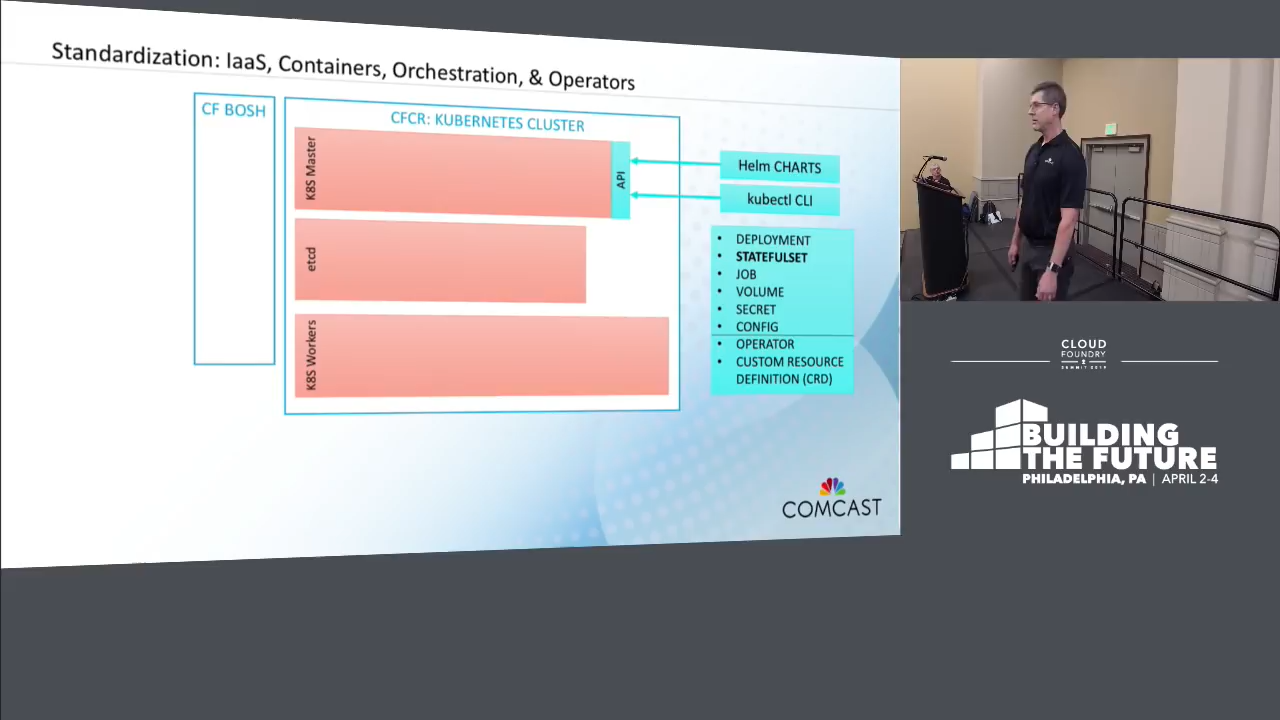 Standardization: IaaS, Containers, Orchestration, & Operators
CF BOSH
CFCR: KUBERNETES CLUSTER
K8S Master
API
etcd
K8S Workers
Helm CHARTS
kubectl CLI
• DEPLOYMENT
• STATEFULSET
• JOB
• VOLUME
• SECRET
• CONFIG
• OPERATOR
• CUSTOM RESOURCE
DEFINITION (CRD)
COMCAST
CLOUD
FOUNDRY
SUMMIT 2019
BUILDING
THE FUTURE
PHILADELPHIA, PA | APRIL 2-4